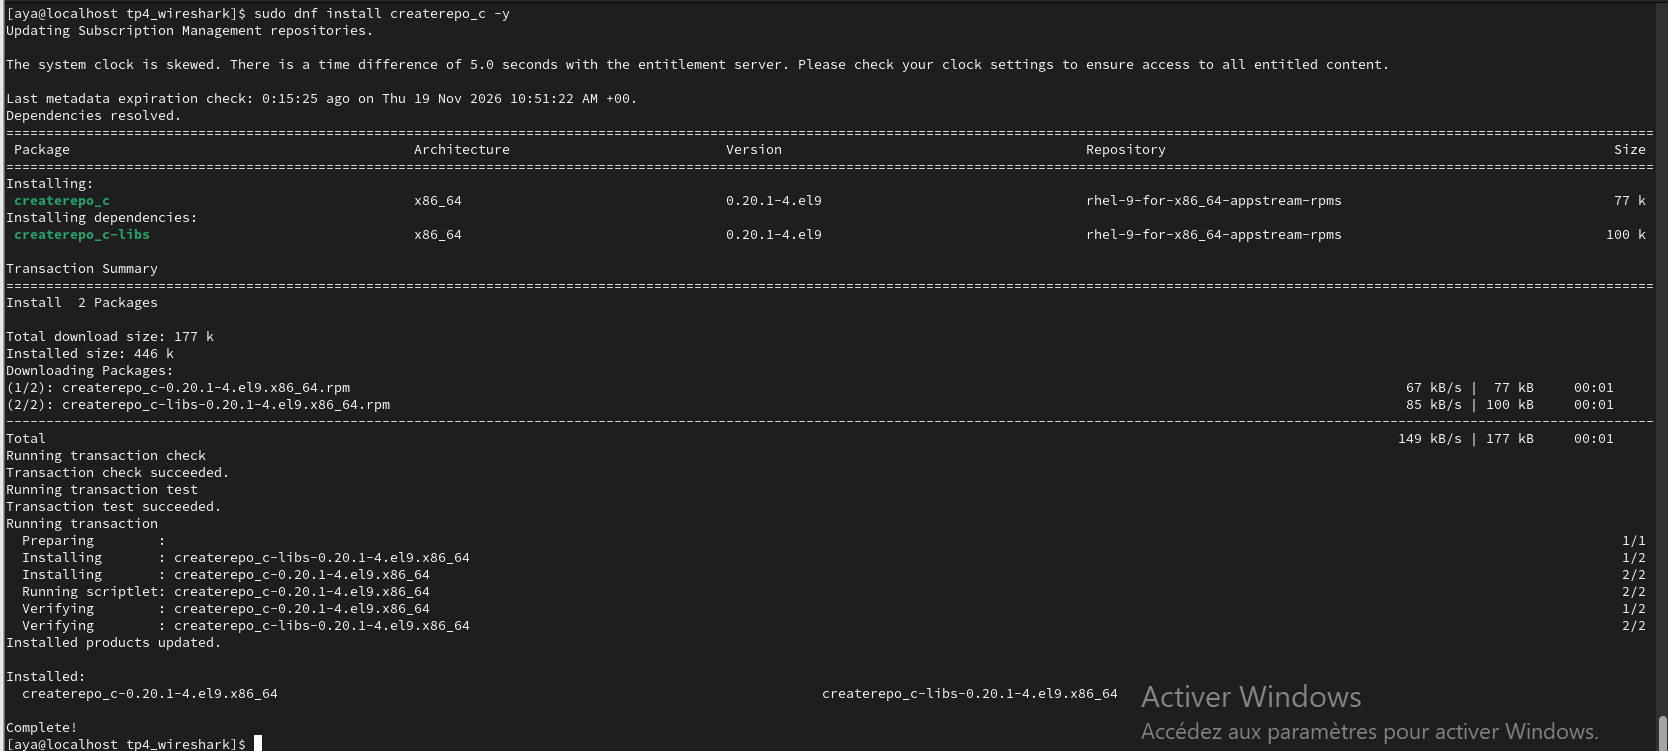 [aya@localhost tp4_wireshark]$ sudo dnf install createrepo_c -y
Updating Subscription Management repositories.
The system clock is skewed. There is a time difference of 5.0 seconds with the entitlement server. Please check your clock settings to ensure access to all entitled content.
Last metadata expiration check: 0:15:25 ago on Thu 19 Nov 2026 10:51:22 AM +00.
Dependencies resolved.
Package Architecture Version Repository Size
Installing:
createrepo_c x86_64 0.20.1-4.el9 rhel-9-for-x86_64-appstream-rpms 77 k
Installing dependencies:
createrepo_c-libs x86_64 0.20.1-4.el9 rhel-9-for-x86_64-appstream-rpms 100 k
Transaction Summary
Install  2 Packages
Total download size: 177 k
Installed size: 446 k
Downloading Packages:
(1/2): createrepo_c-0.20.1-4.el9.x86_64.rpm 67 kB/s |  77 kB 00:01
(2/2): createrepo_c-libs-0.20.1-4.el9.x86_64.rpm 85 kB/s | 100 kB 00:01
Total 149 kB/s | 177 kB 00:01
Running transaction check
Transaction check succeeded.
Running transaction test
Transaction test succeeded.
Running transaction
Preparing : 1/1
Installing : createrepo_c-libs-0.20.1-4.el9.x86_64 1/2
Installing : createrepo_c-0.20.1-4.el9.x86_64 2/2
Running scriptlet: createrepo_c-0.20.1-4.el9.x86_64 2/2
Verifying : createrepo_c-0.20.1-4.el9.x86_64 1/2
Verifying : createrepo_c-libs-0.20.1-4.el9.x86_64 2/2
Installed products updated.
Installed:
createrepo_c-0.20.1-4.el9.x86_64 createrepo_c-libs-0.20.1-4.el9.x86_64
Complete!
[aya@localhost tp4_wireshark]$
Activer Windows
Accédez aux paramètres pour activer Windows.